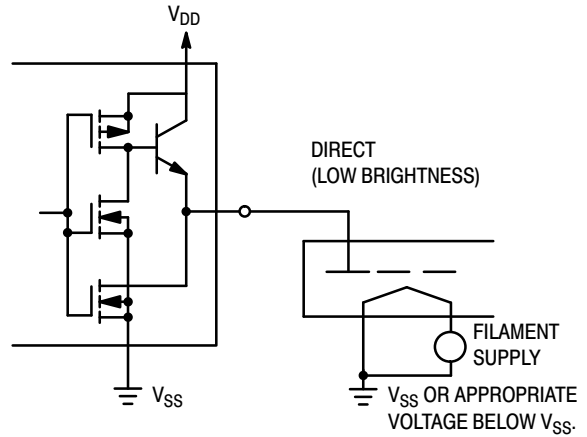 VDD
DIRECT
(LOW BRIGHTNESS)
FILAMENT
SUPPLY
VSS
VSS OR APPROPRIATE
VOLTAGE BELOW VSS.